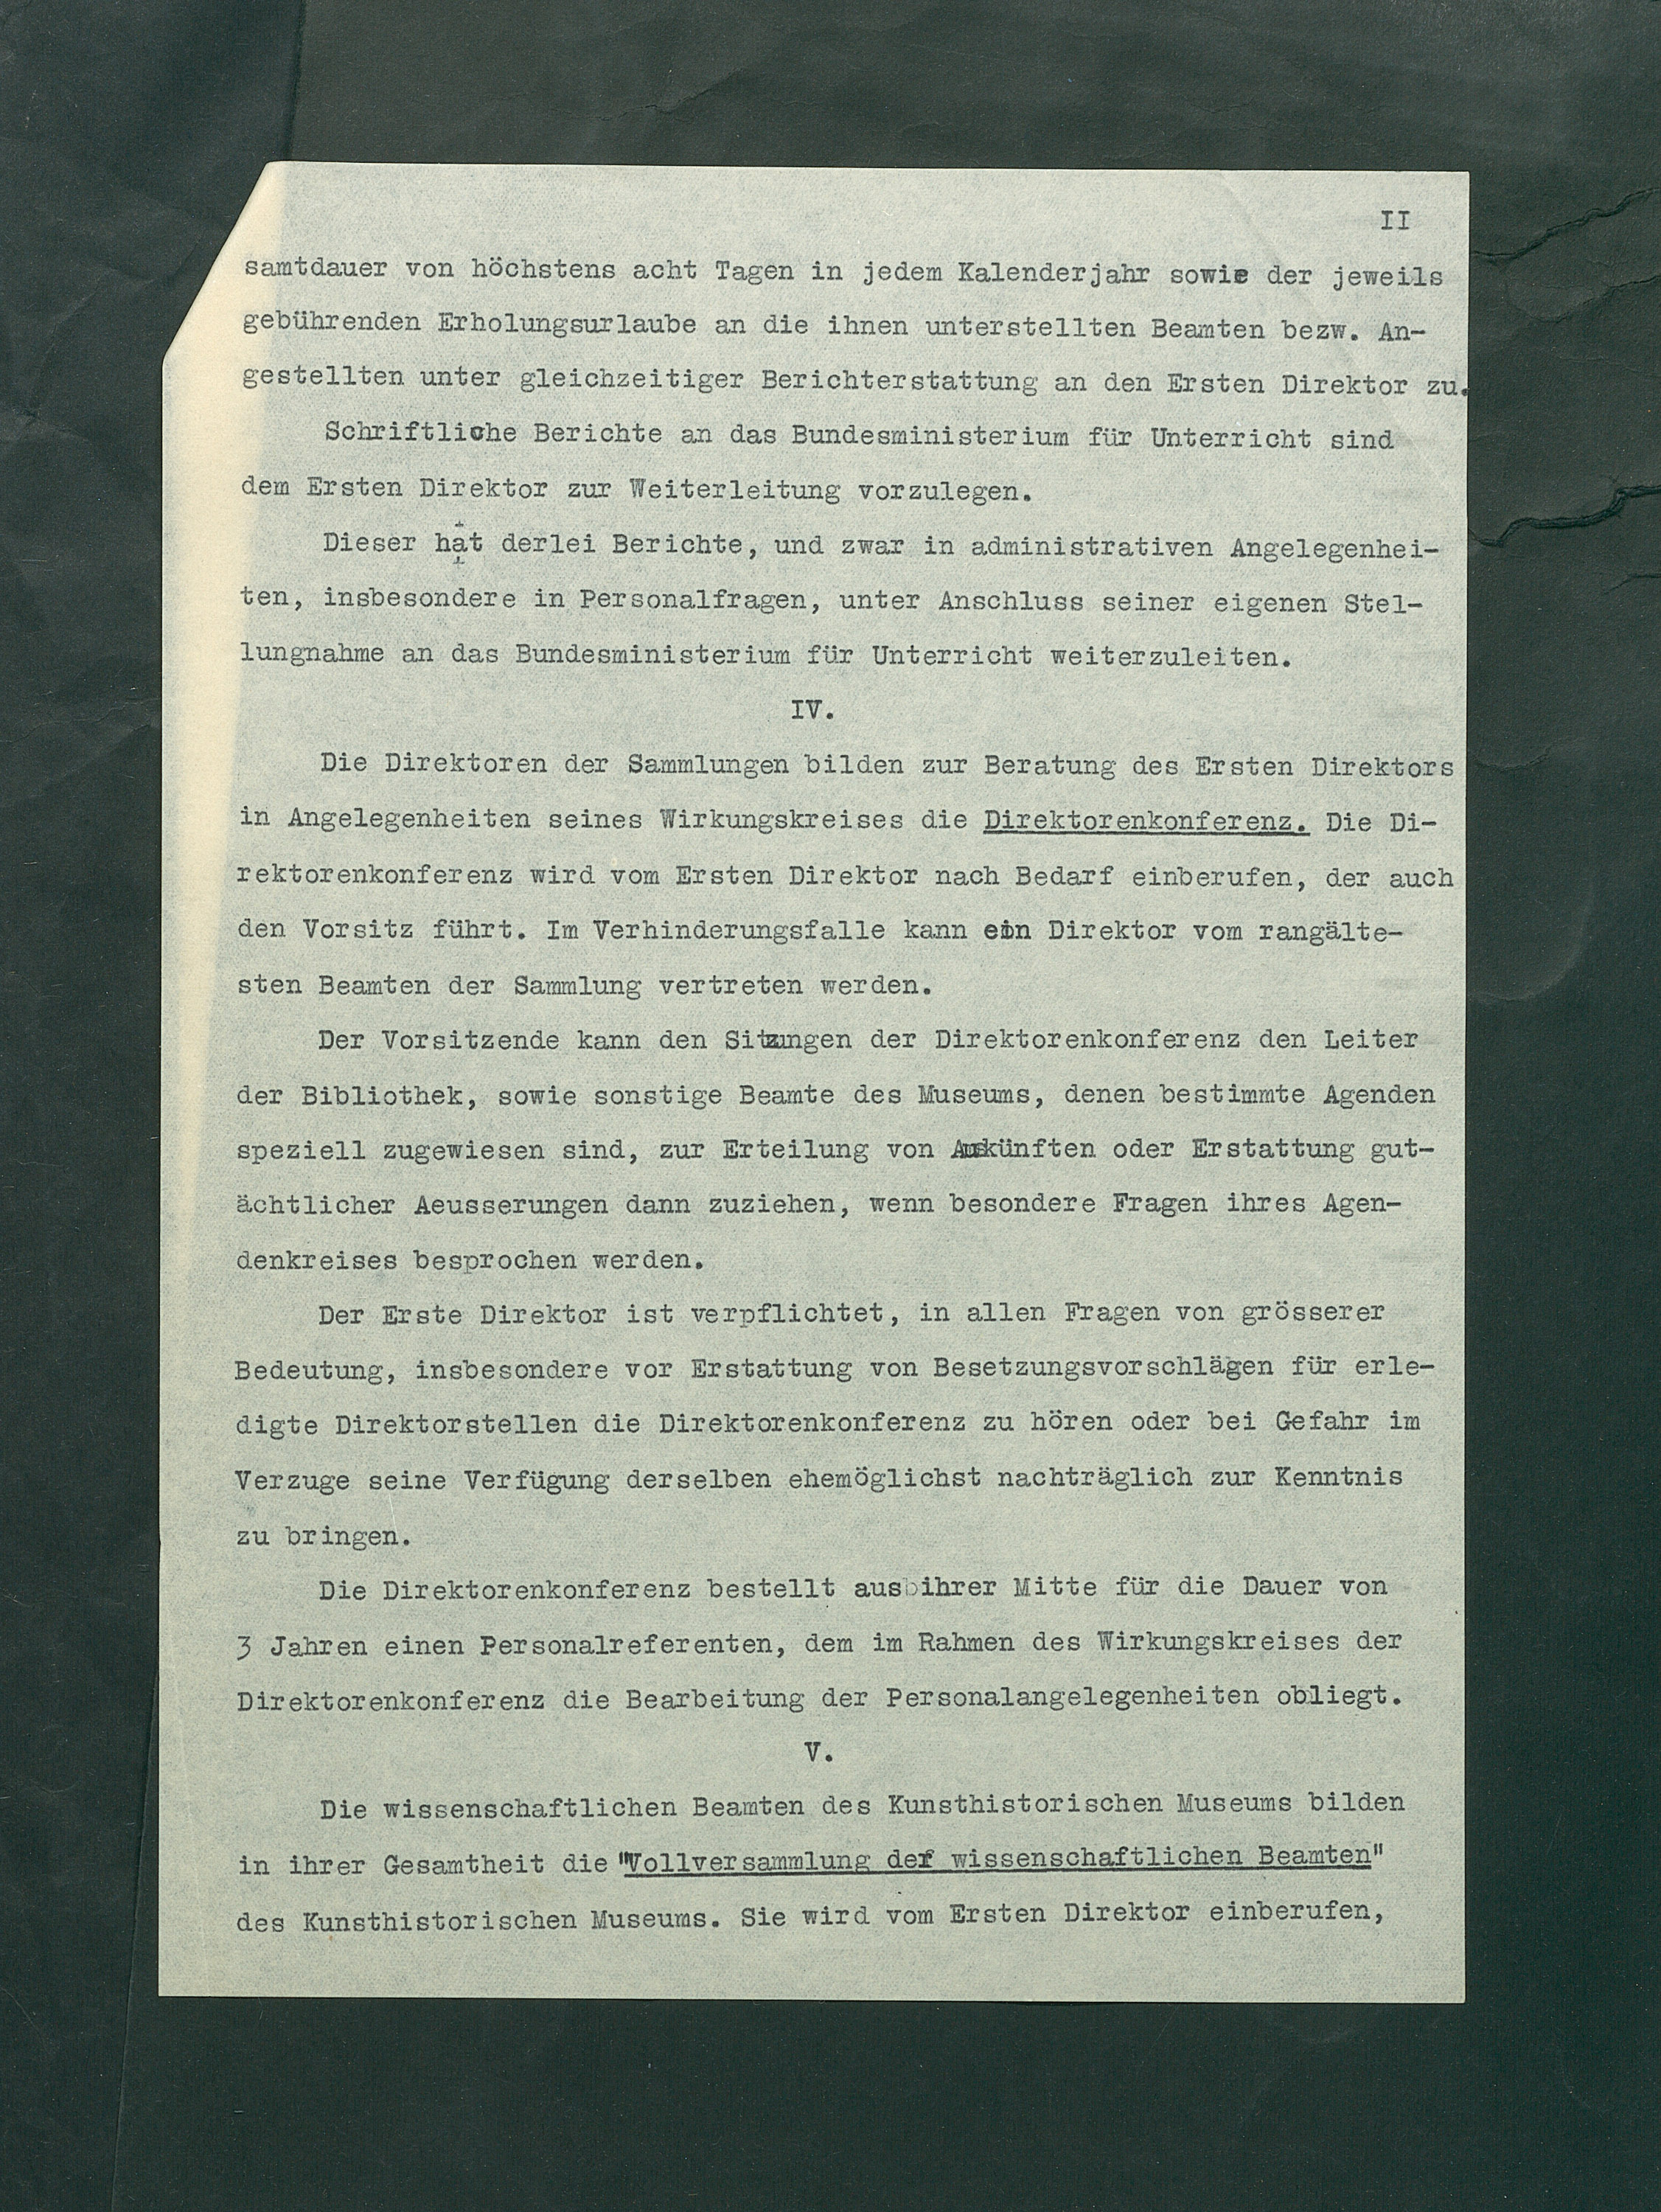 II
samtdauer von höchstens acht Tagen in jedem Kalenderjahr sowie der jeweils
gebührenden Erholungsurlaube an die ihnen unterstellten Beamten bezw. An-
gestellten unter gleichzeitiger Berichterstattung an den Ersten Direktor zu.
Schriftliche Berichte an das Bundesministerium für Unterricht sind
dem Ersten Direktor zur Weiterleitung vorzulegen.
Dieser hat derlei Berichte, und zwar in administrativen Angelegenhei-
ten, insbesondere in Personalfragen, unter Anschluss seiner eigenen Stel-
lungnahme an das Bundesministerium für Unterricht weiterzuleiten.
IV.
Die Direktoren der Sammlungen bilden zur Beratung des Ersten Direktors
in Angelegenheiten seines Wirkungskreises die Direktorenkonferenz. Die Di-
rektorenkonferenz wird vom Ersten Direktor nach Bedarf einberufen, der auch
den Vorsitz führt. Im Verhinderungsfalle kann ein Direktor vom rangälte-
sten Beamten der Sammlung vertreten werden.
Der Vorsitzende kann den Sitzungen der Direktorenkonferenz den Leiter
der Bibliothek, sowie sonstige Beamte des Museums, denen bestimmte Agenden
speziell zugewiesen sind, zur Erteilung von Auskünften oder Erstattung gut-
ächtlicher Aeusserungen dann zuziehen, wenn besondere Fragen ihres Agen-
denkreises besprochen werden.
Der Erste Direktor ist verpflichtet, in allen Fragen von grösserer
Bedeutung, insbesondere vor Erstattung von Besetzungsvorschlägen für erle-
digte Direktorstellen die Direktorenkonferenz zu hören oder bei Gefahr im
Verzuge seine Verfügung derselben ehemöglichst nachträglich zur Kenntnis
zu bringen.
Die Direktorenkonferenz bestellt aus ihrer Mitte für die Dauer von
3 Jahren einen Personalreferenten, dem im Rahmen des Wirkungskreises der
Direktorenkonferenz die Bearbeitung der Personalangelegenheiten obliegt.
V.
Die wissenschaftlichen Beamten des Kunsthistorischen Museums bilden
in ihrer Gesamtheit die "Vollversammlung der wissenschaftlichen Beamten"
des Kunsthistorischen Museums. Sie wird vom Ersten Direktor einberufen,